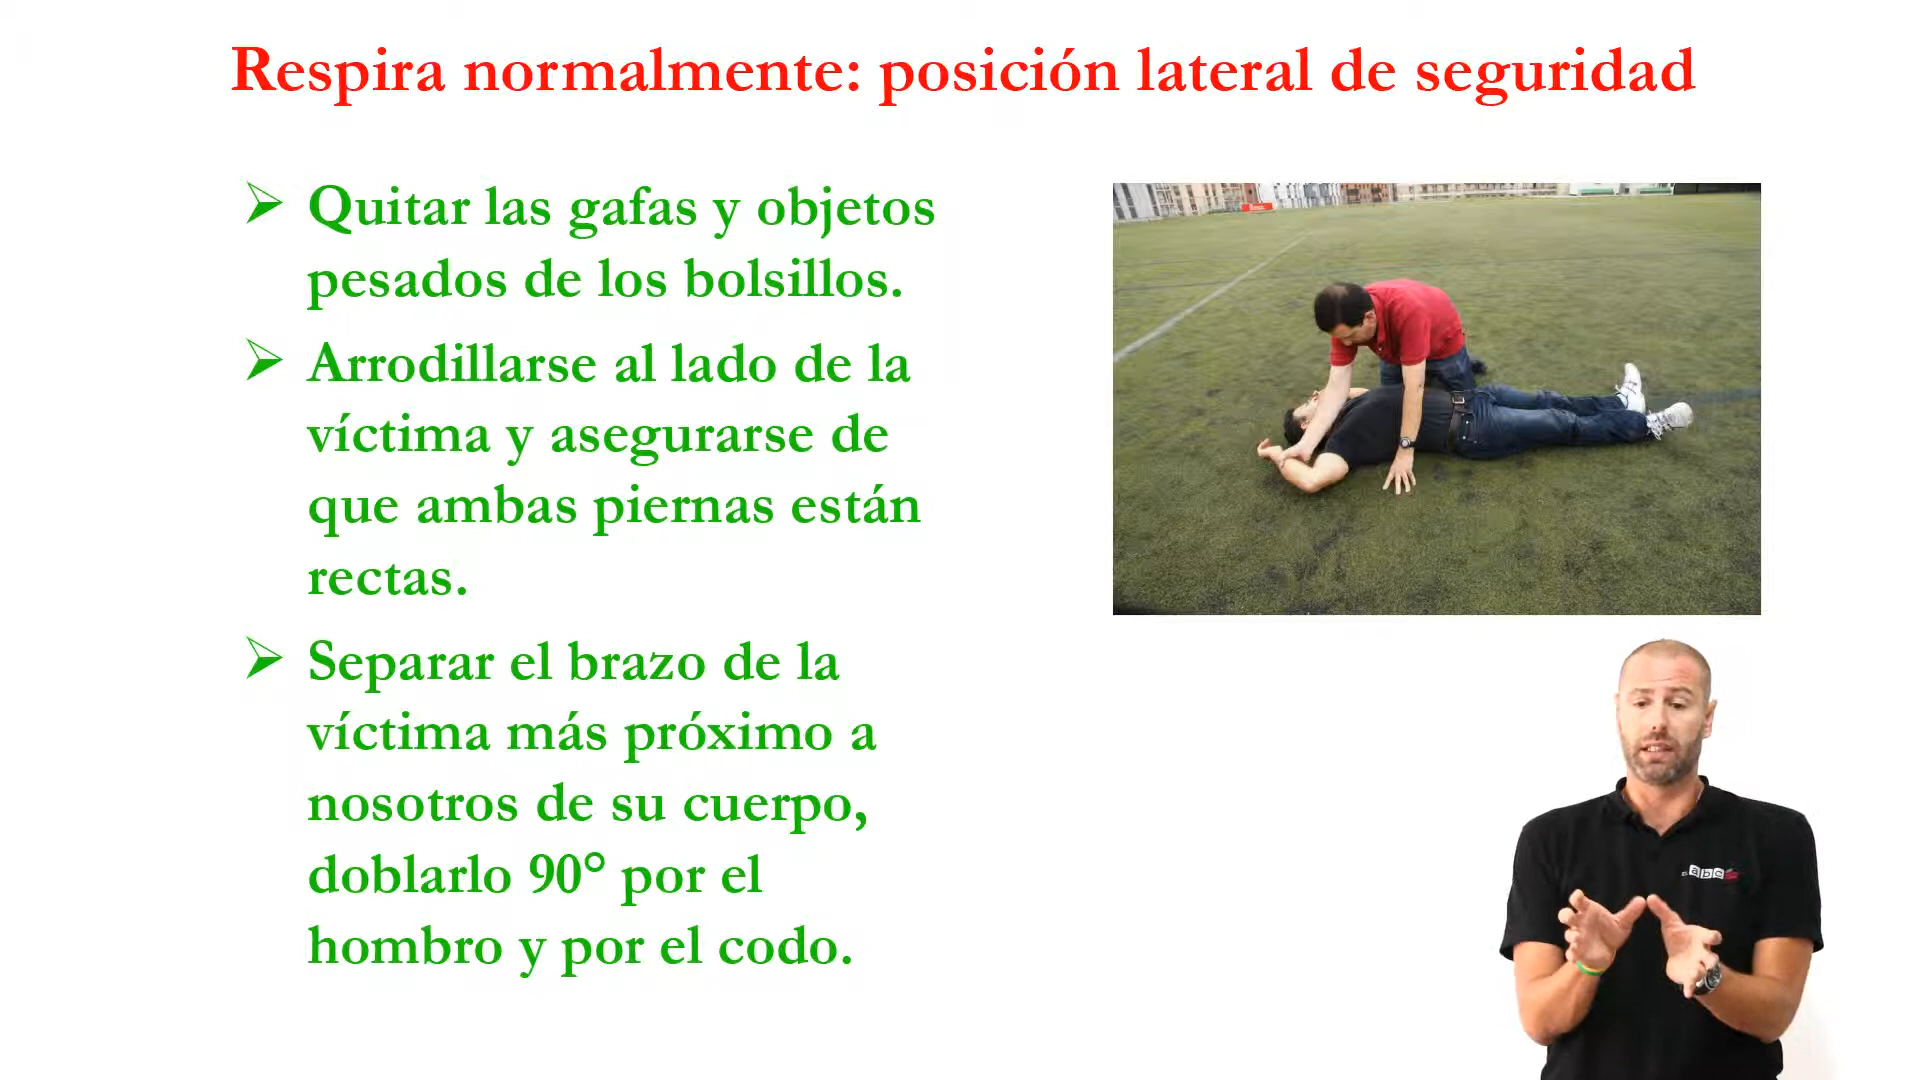 Respira normalmente: posición lateral de seguridad
Quitar las gafas y objetos
pesados de los bolsillos.
Arrodillarse al lado de la
víctima y asegurarse de
que ambas piernas están
rectas.
Separar el brazo de la
víctima más próximo a
nosotros de su cuerpo,
doblarlo 90° por el
hombro y por el codo.
abc